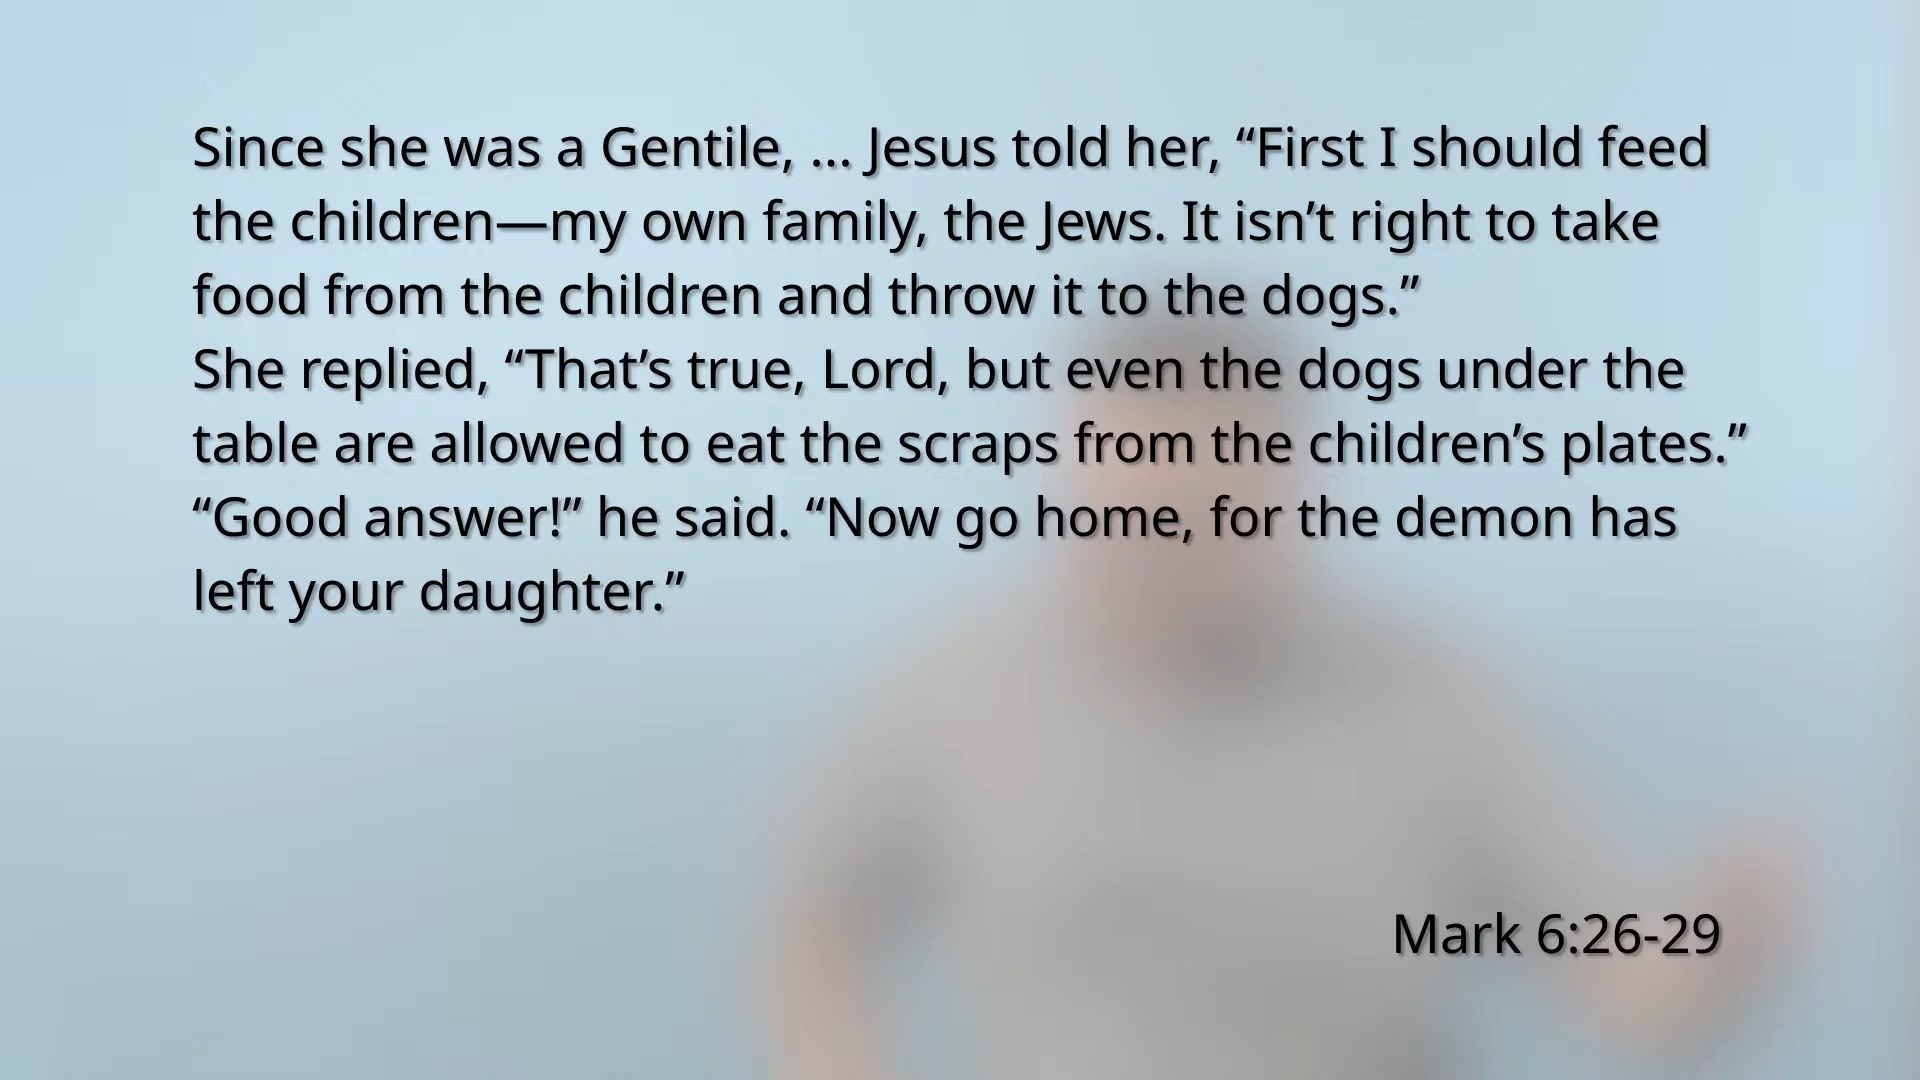 Since she was a Gentile, ... Jesus told her, “First I should feed
the children—my own family, the Jews. It isn’t right to take
food from the children and throw it to the dogs.”
She replied, “That’s true, Lord, but even the dogs under the
table are allowed to eat the scraps from the children’s plates.”
“Good answer!” he said. “Now go home, for the demon has
left your daughter.”
Mark 6:26-29